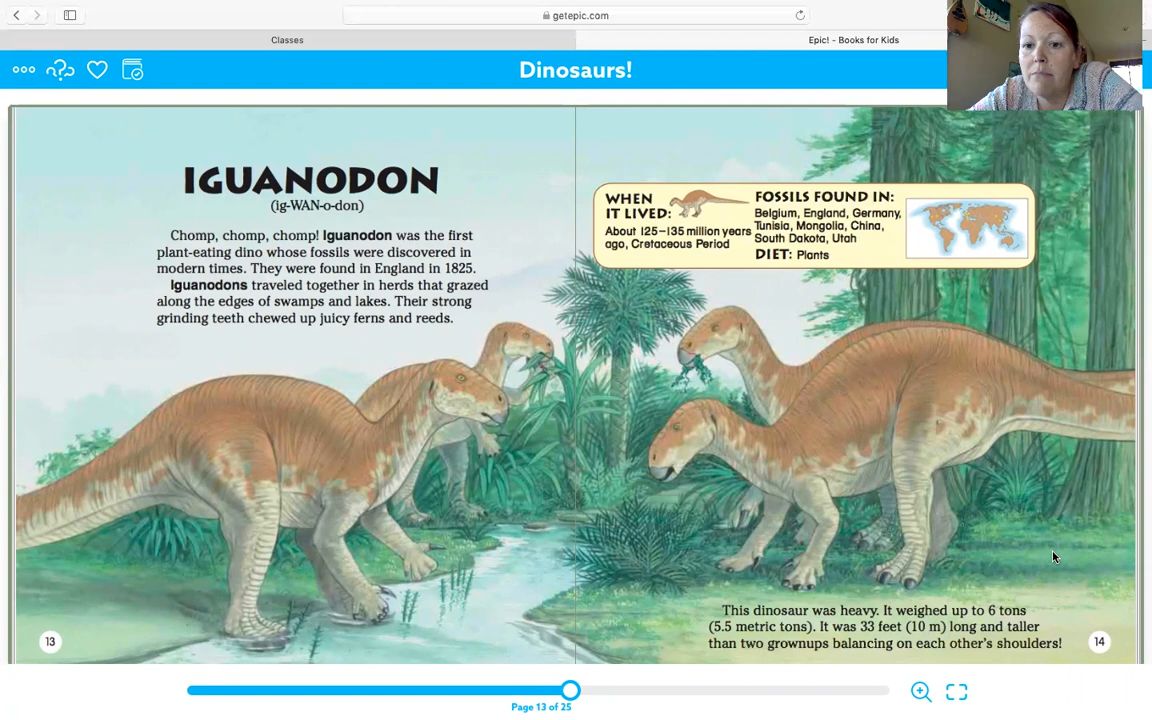 getepic.com
Classes
Epic! - Books for Kids
Dinosaurs!
IGUANODON
(ig-WAN-o-don)
Chomp, chomp, chomp! Iguanodon was the first
plant-eating dino whose fossils were discovered in
modern times. They were found in England in 1825.
Iguanodons traveled together in herds that grazed
along the edges of swamps and lakes. Their strong
grinding teeth chewed up juicy ferns and reeds.
WHEN
IT LIVED:
About 125–135 million years
ago, Cretaceous Period
FOSSILS FOUND IN:
Belgium, England, Germany,
Tunisia, Mongolia, China,
South Dakota, Utah
DIET: Plants
This dinosaur was heavy. It weighed up to 6 tons
(5.5 metric tons). It was 33 feet (10 m) long and taller
than two grownups balancing on each other's shoulders!
13
14
Page 13 of 25